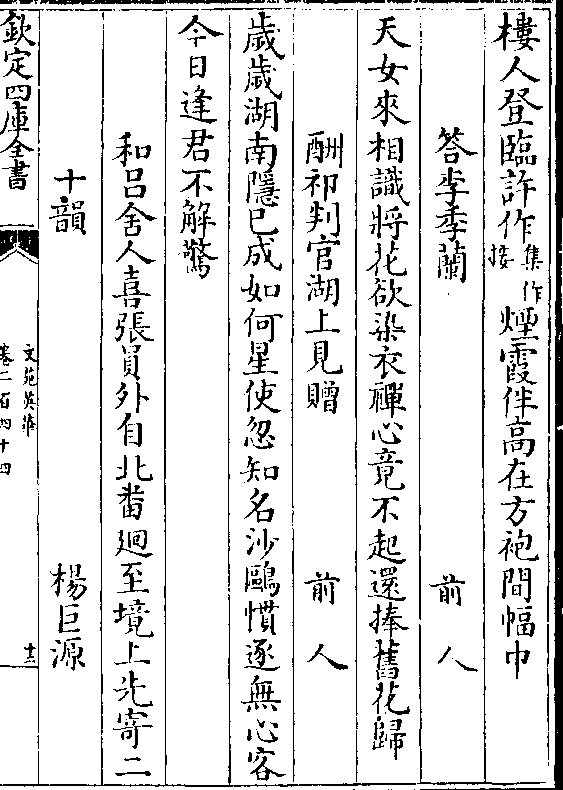 樓人登臨許作集作接煙霞伴高在方袍間幅巾
答李季蘭　前人
天女來相識將花欲染衣禪心竟不起還捧舊花歸
酬祁判官湖上見贈　前人
歲歲湖南隱已成如何星使忽知名沙鷗慣逐無心客
今日逢君不解驚
和呂舍人喜張員外自北畨迴至境上先寄二
十韻　楊巨源
欽定四庫全書　文苑英華　卷二百四十四　十三